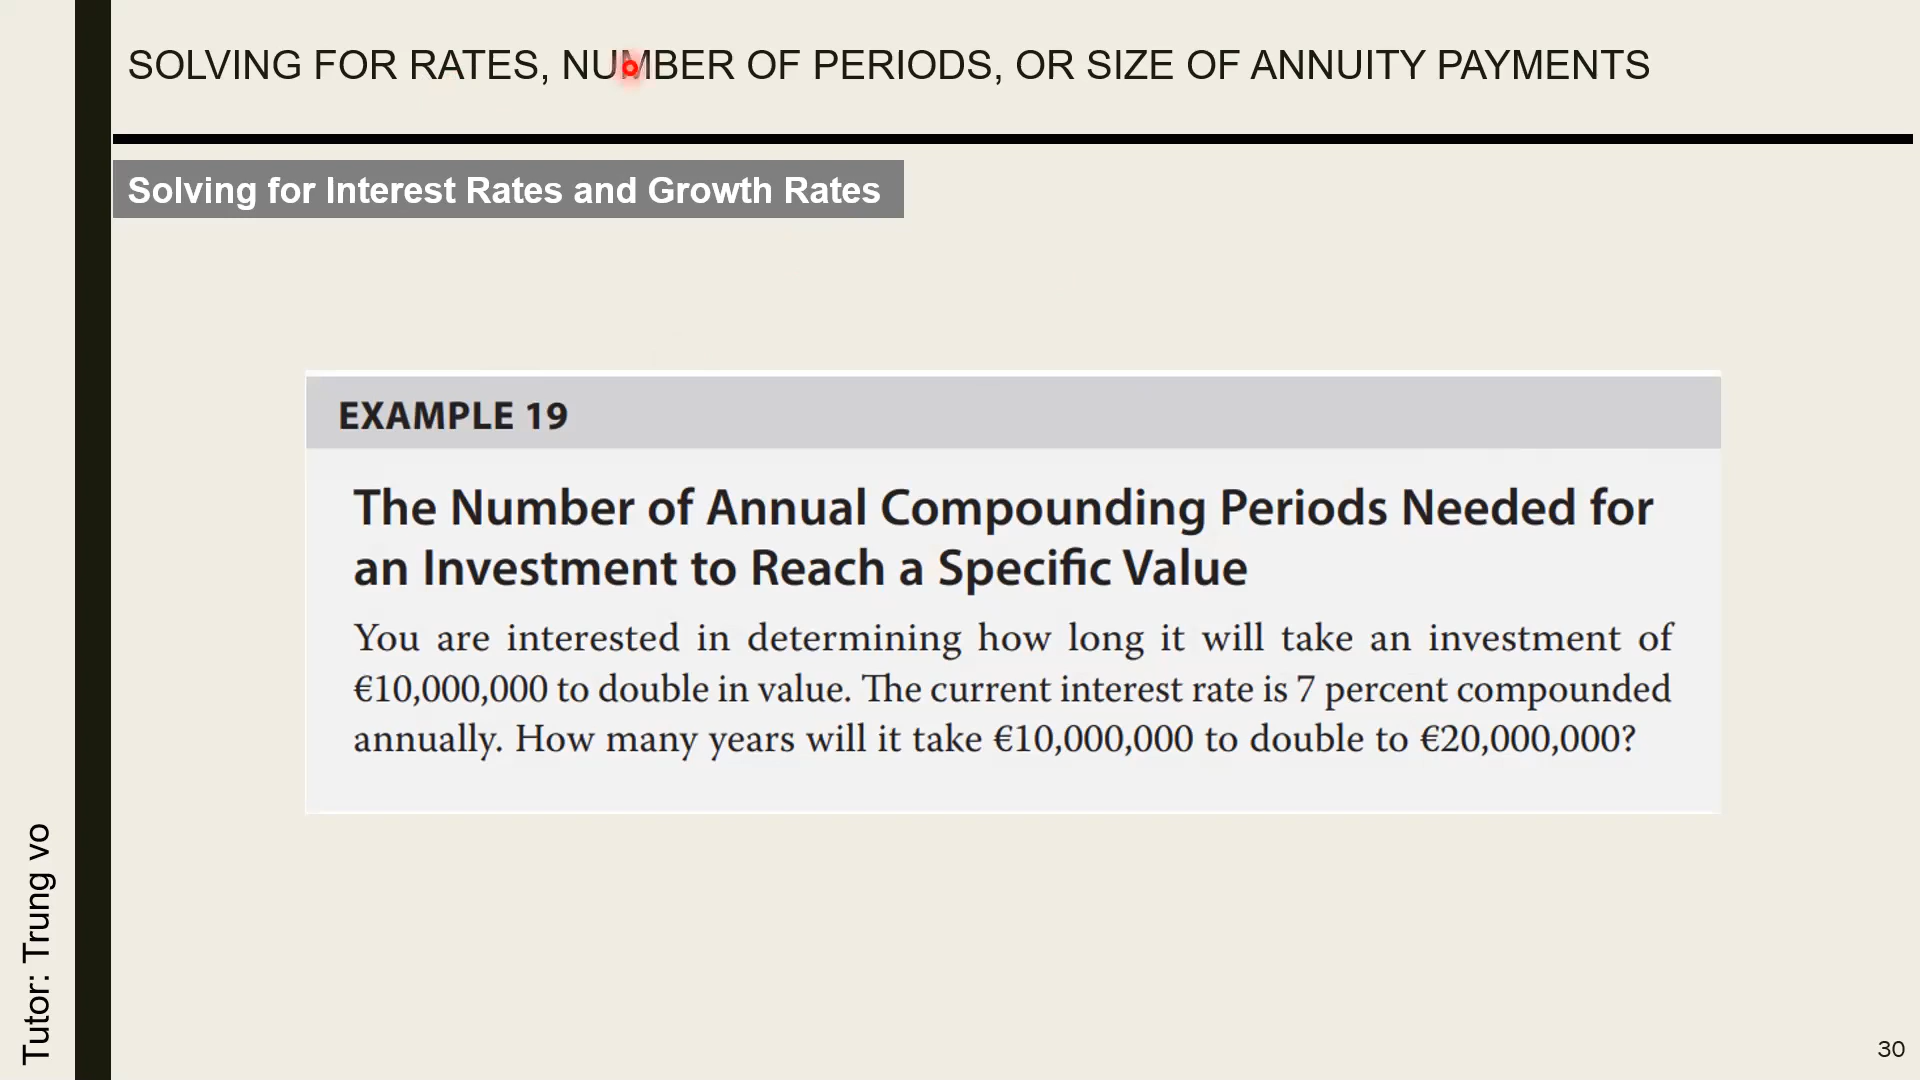 SOLVING FOR RATES, NUMBER OF PERIODS, OR SIZE OF ANNUITY PAYMENTS
Solving for Interest Rates and Growth Rates
EXAMPLE 19
The Number of Annual Compounding Periods Needed for
an Investment to Reach a Specific Value
You are interested in determining how long it will take an investment of
€10,000,000 to double in value. The current interest rate is 7 percent compounded
annually. How many years will it take €10,000,000 to double to €20,000,000?
Tutor: Trung vo
30